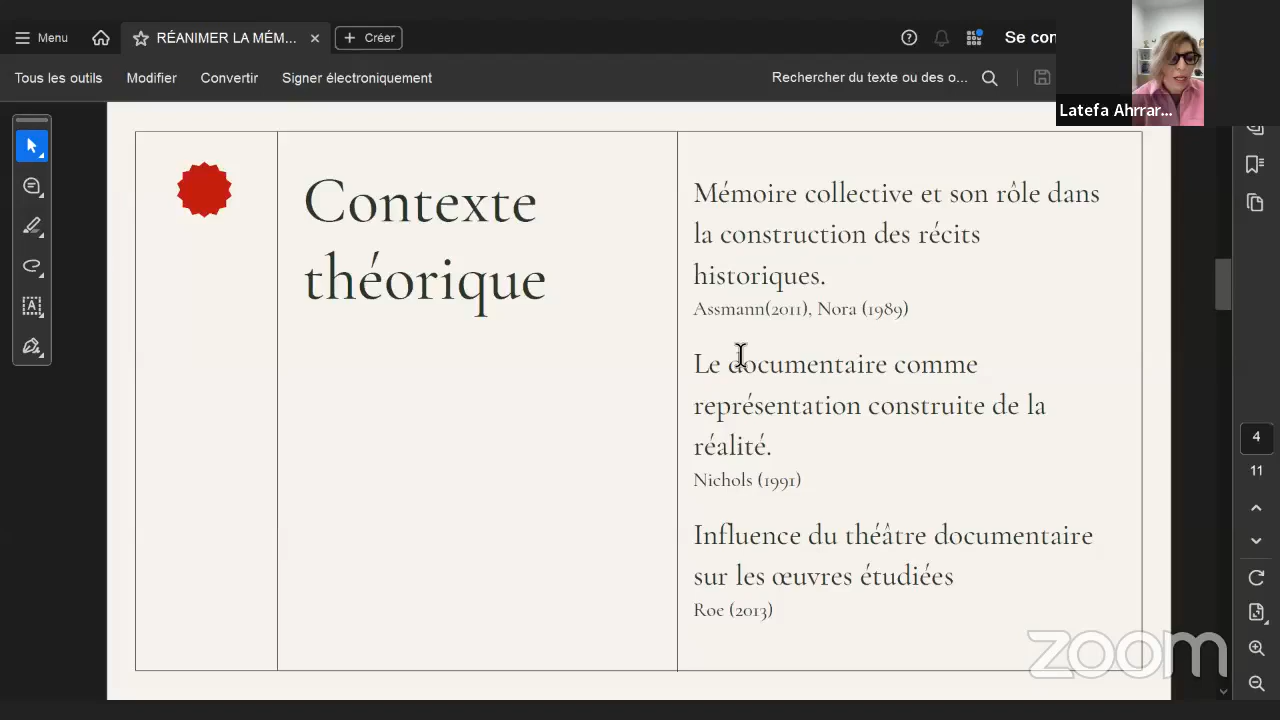 Menu
RÉANIMER LA MÉM...
Créer
Se con
Tous les outils
Modifier
Convertir
Signer électroniquement
Rechercher du texte ou des o...
Latefa Ahrrar...
Contexte
théorique
Mémoire collective et son rôle dans
la construction des récits
historiques.
Assmann(2011), Nora (1989)
Le documentaire comme
représentation construite de la
réalité.
Nichols (1991)
Influence du théâtre documentaire
sur les œuvres étudiées
Roe (2013)
4
11
zoom